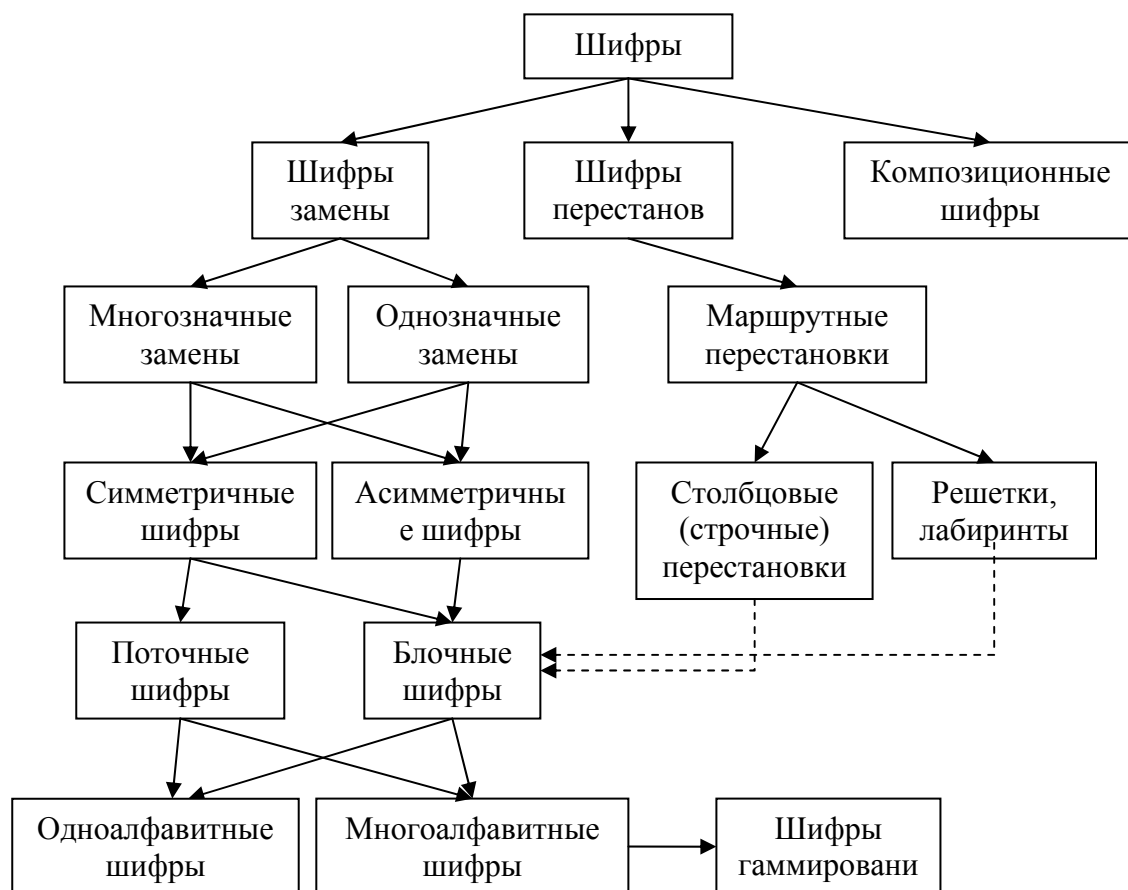 Шифры
Шифры
замены
Шифры
перестанов
Композиционные
шифры
Многозначные
замены
Однозначные
замены
Маршрутные
перестановки
Симметричные
шифры
Асимметричны
е шифры
Столбцовые
(строчные)
перестановки
Решетки,
лабиринты
Поточные
шифры
Блочные
шифры
Одноалфавитные
шифры
Многоалфавитные
шифры
Шифры
гаммировани